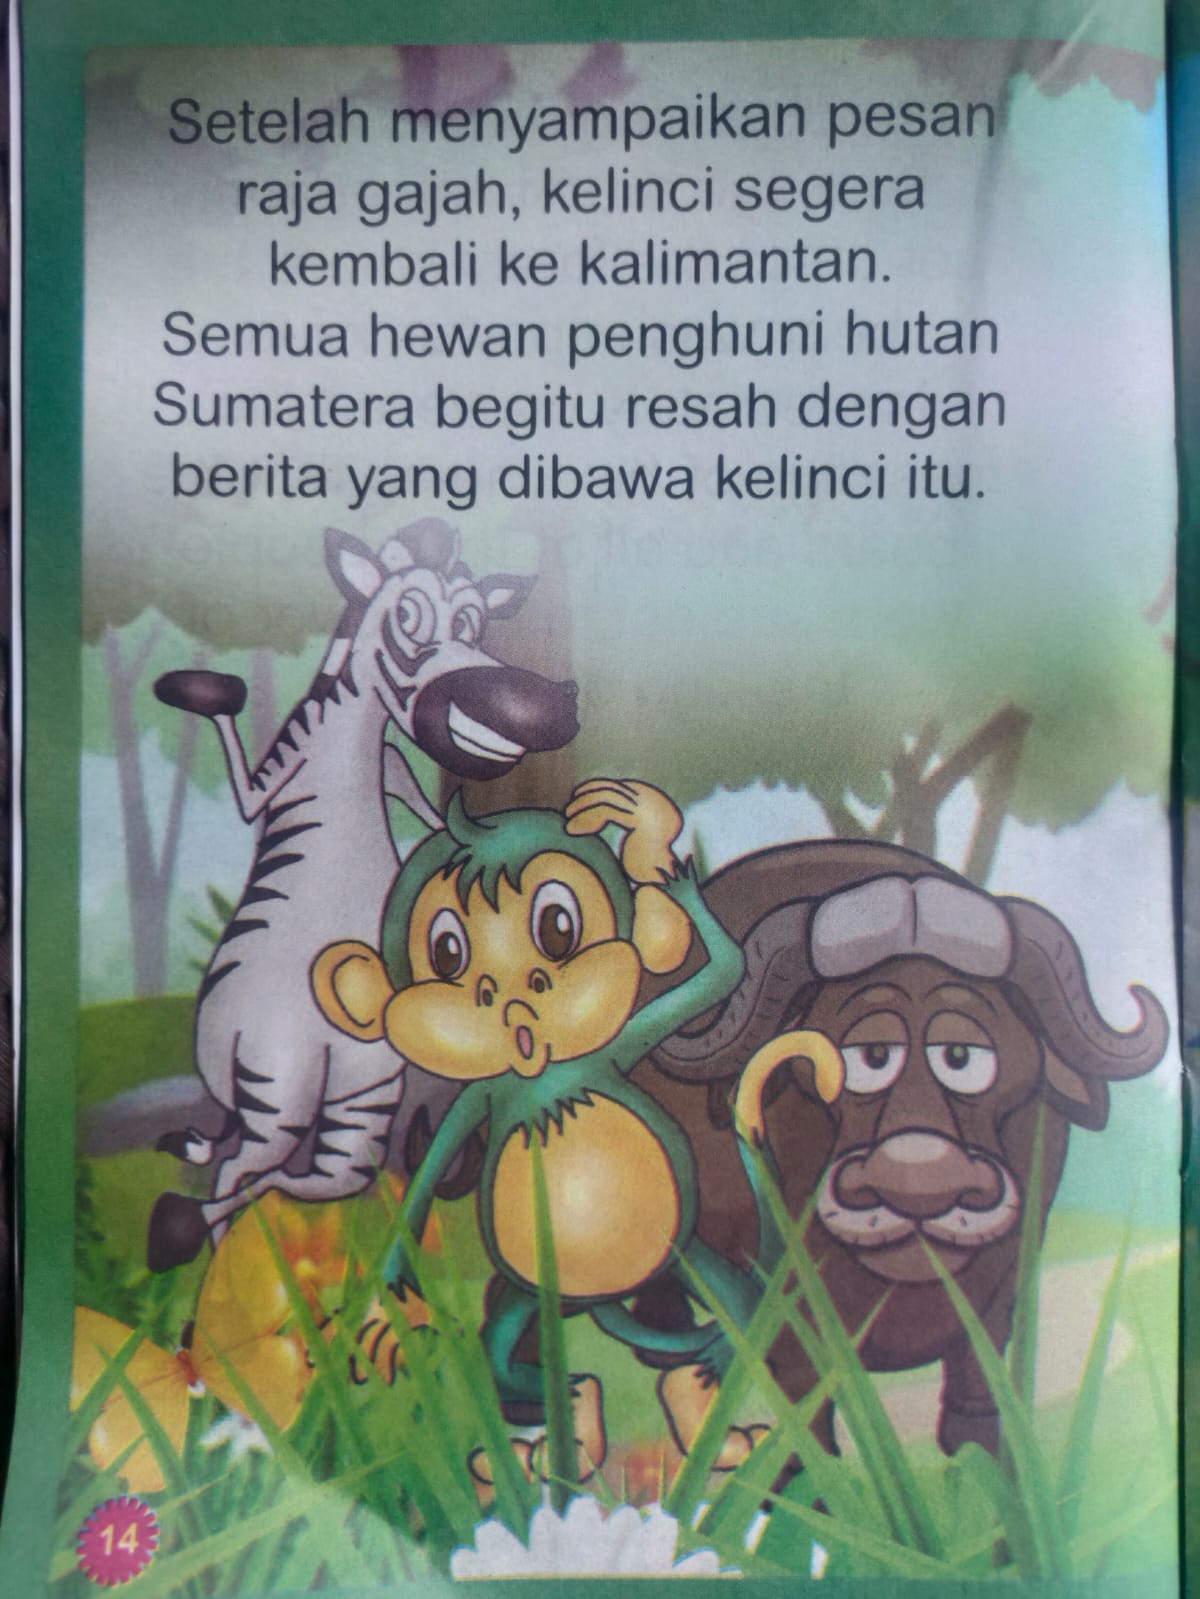 Setelah menyampaikan pesan
raja gajah, kelinci segera
kembali ke kalimantan.
Semua hewan penghuni hutan
Sumatera begitu resah dengan
berita yang dibawa kelinci itu.
14